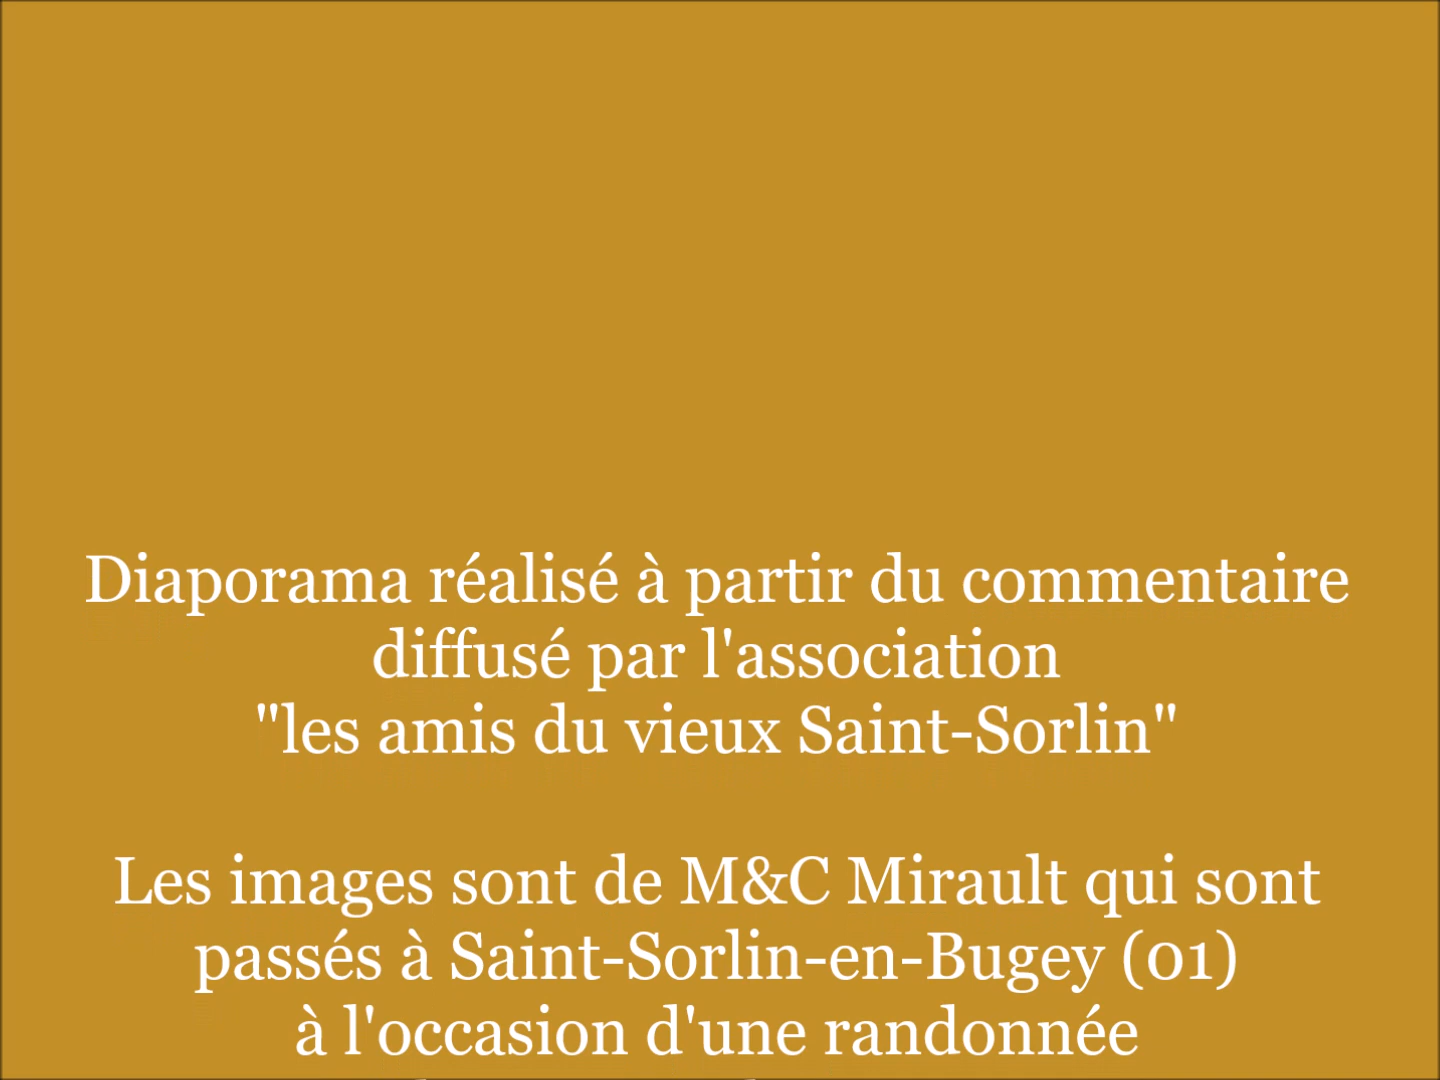 Diaporama réalisé à partir du commentaire
diffusé par l'association
"les amis du vieux Saint-Sorlin"
Les images sont de M&C Mirault qui sont
passés à Saint-Sorlin-en-Bugey (01)
à l'occasion d'une randonnée